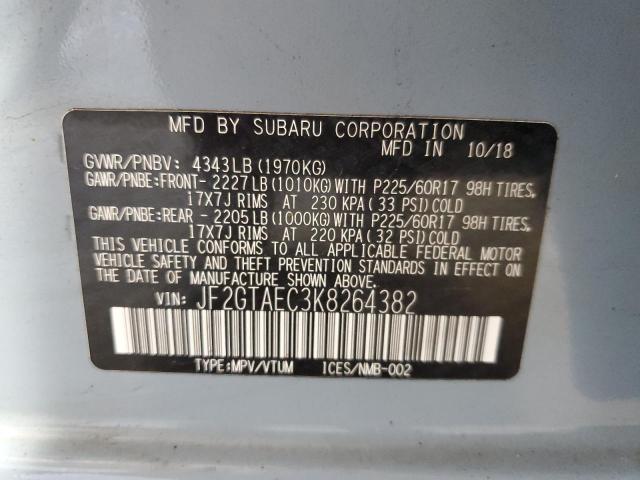 MFD BY SUBARU CORPORATION
MFD IN 10/18
GVWR/PNBV: 4343LB (1970KG)
GAWR/PNBE:FRONT- 2227LB (1010KG) WITH P225/60R17 98H TIRES,
17X7J RIMS AT 230 KPA (33 PSI) COLD
GAWR/PNBE:REAR - 2205LB (1000KG) WITH P225/60R17 98H TIRES,
17X7J RIMS AT 220 KPA (32 PSI) COLD
THIS VEHICLE CONFORMS TO ALL APPLICABLE FEDERAL MOTOR
VEHICLE SAFETY AND THEFT PREVENTION STANDARDS IN EFFECT ON
THE DATE OF MANUFACTURE SHOWN ABOVE.
VIN: JF2GTAEC3K8264382
TYPE:MPV/VTUM ICES/NMB-002